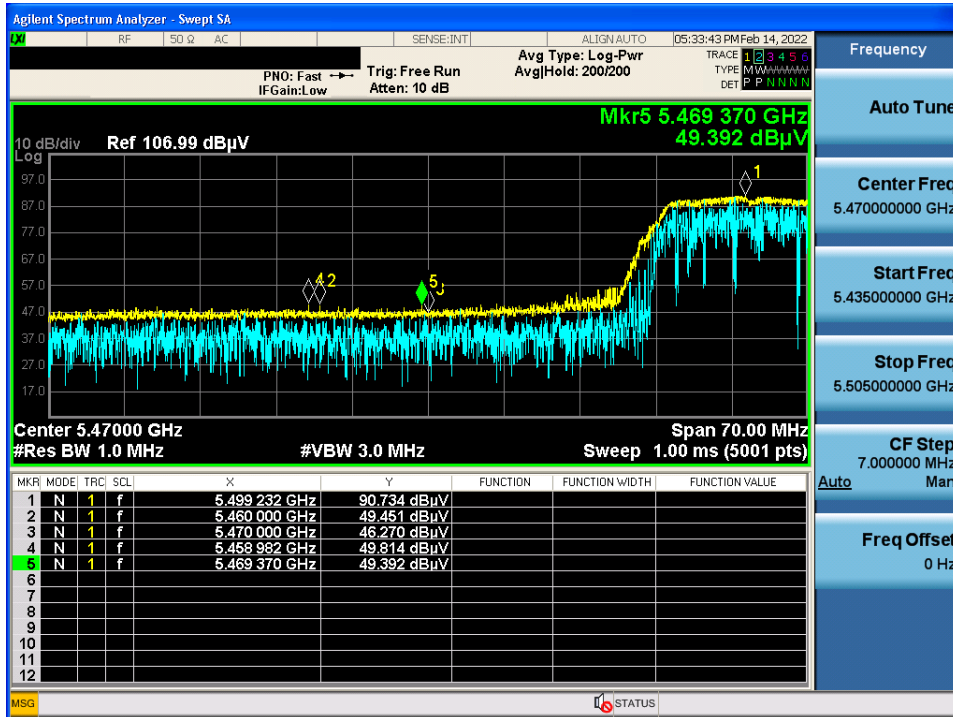 Agilent Spectrum Analyzer - Swept SA
LXI RF 50 Ω AC SENSE:INT ALIGN AUTO 05:33:43 PM Feb 14, 2022
Frequency
PNO: Fast Trig: Free Run Avg Type: Log-Pwr TRACE 1 2 3 4 5 6
IFGain:Low Atten: 10 dB Avg|Hold: 200/200 TYPE M W W W W W
DET P P N N N N
Auto Tune
Mkr5 5.469 370 GHz
10 dB/div Ref 106.99 dBµV 49.392 dBµV
Log
97.0
87.0
77.0
67.0
57.0
47.0
37.0
27.0
17.0
1
4 2
5
3
Center 5.47000 GHz Span 70.00 MHz
#Res BW 1.0 MHz #VBW 3.0 MHz Sweep 1.00 ms (5001 pts)
MKR MODE TRC SCL X Y FUNCTION FUNCTION WIDTH FUNCTION VALUE
1 N 1 f 5.499 232 GHz 90.734 dBµV
2 N 1 f 5.460 000 GHz 49.451 dBµV
3 N 1 f 5.470 000 GHz 46.270 dBµV
4 N 1 f 5.458 982 GHz 49.814 dBµV
5 N 1 f 5.469 370 GHz 49.392 dBµV
6
7
8
9
10
11
12
Center Freq
5.470000000 GHz
Start Freq
5.435000000 GHz
Stop Freq
5.505000000 GHz
CF Step
7.000000 MHz
Auto Man
Freq Offset
0 Hz
MSG STATUS